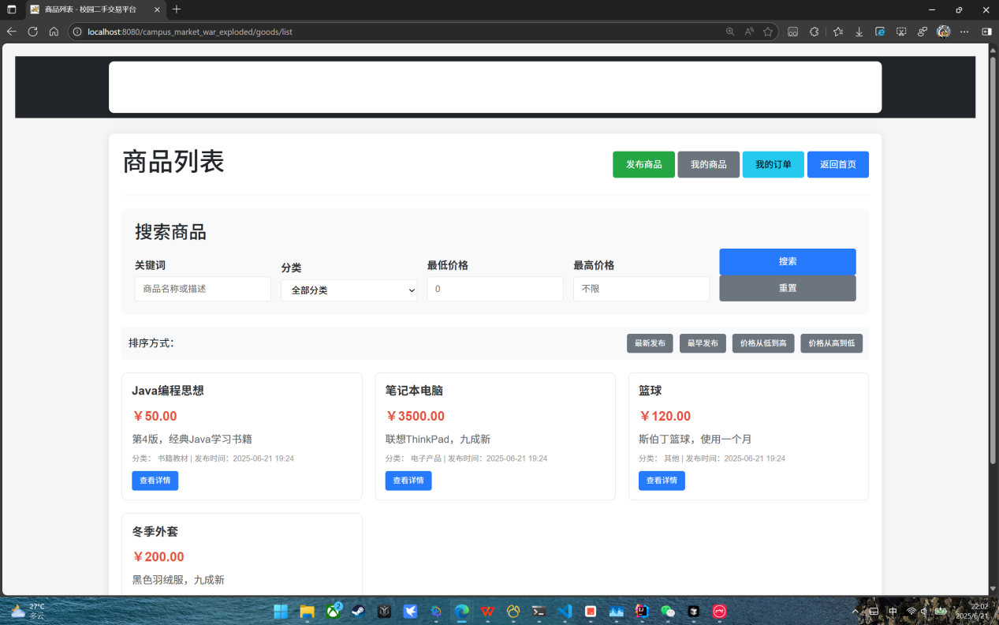 商品列表 - 校园二手交易平台
localhost:8080/campus_market_war_exploded/goods/list
商品列表
发布商品 我的商品 我的订单 返回首页
搜索商品
关键词 分类 最低价格 最高价格
商品名称或描述 全部分类 0 不限
搜索
重置
排序方式：
最新发布 最早发布 价格从低到高 价格从高到低
Java编程思想
￥50.00
第4版，经典Java学习书籍
分类： 书籍教材 | 发布时间：2025-06-21 19:24
查看详情
笔记本电脑
￥3500.00
联想ThinkPad，九成新
分类： 电子产品 | 发布时间：2025-06-21 19:24
查看详情
篮球
￥120.00
斯伯丁篮球，使用一个月
分类： 其他 | 发布时间：2025-06-21 19:24
查看详情
冬季外套
￥200.00
黑色羽绒服，九成新
27°C
多云
2
中
22:02
2025/6/21